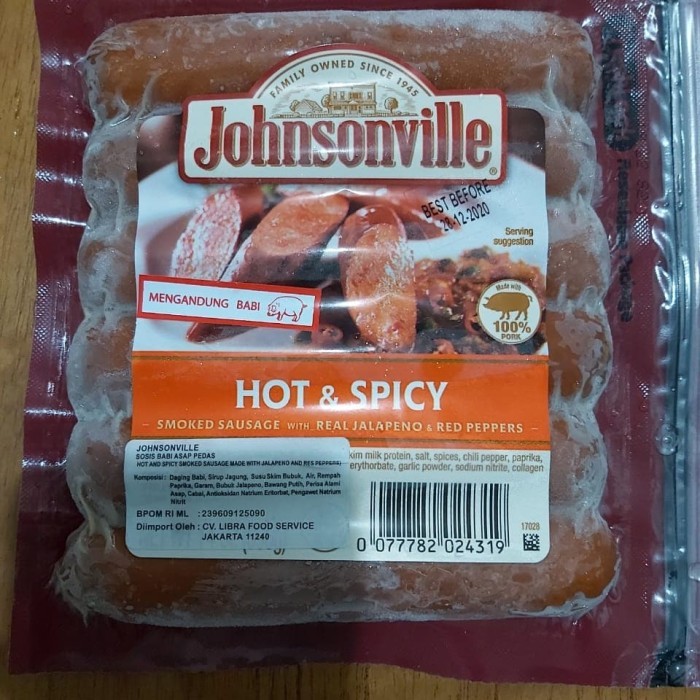 FAMILY OWNED SINCE 1945
Johnsonville®
BEST BEFORE
28-12-2020
Serving
suggestion
MENGANDUNG BABI
Made with
100%
PORK
HOT & SPICY
SMOKED SAUSAGE WITH REAL JALAPENO & RED PEPPERS
JOHNSONVILLE
SOSIS BABI ASAP PEDAS
HOT AND SPICY SMOKED SAUSAGE MADE WITH JALAPENO AND RES PEPPERS)
Komposisi : Daging Babi, Sirup Jagung, Susu Skim Bubuk, Air, Rempah
Paprika, Garam, Bubuk Jalapeno, Bawang Putih, Perisa Alami
Asap, Cabai, Antioksidan Natrium Eritorbat, Pengawet Natrium
Nitrit
BPOM RI ML : 239609125090
Diimport Oleh : CV. LIBRA FOOD SERVICE
JAKARTA 11240
kim milk protein, salt, spices, chili pepper, paprika,
erythorbate, garlic powder, sodium nitrite, collagen
17028
0 077782 024319